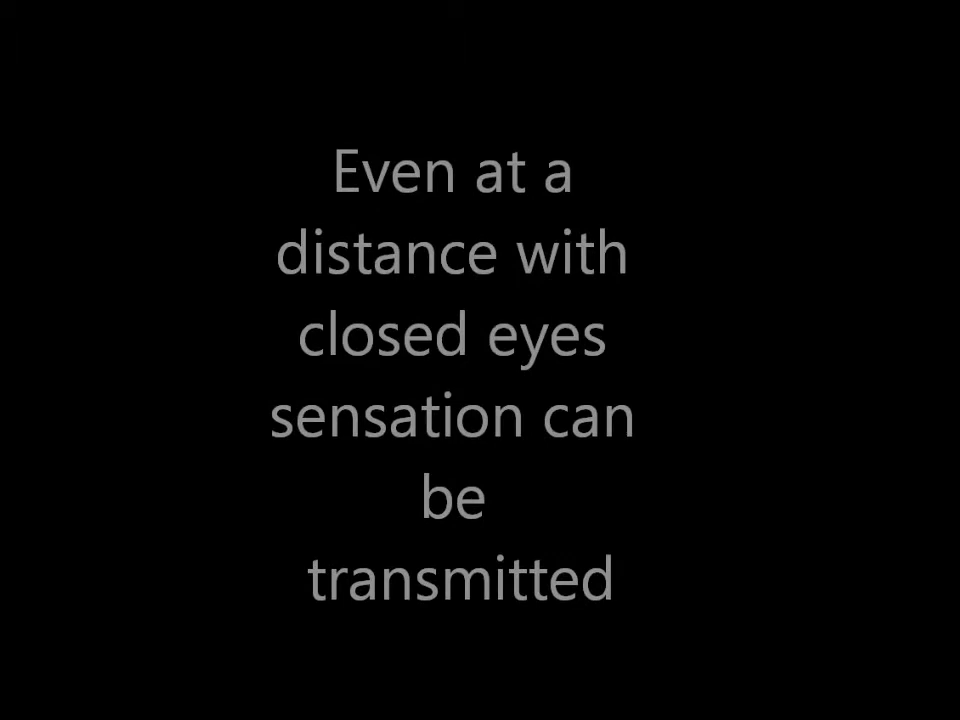 Even at a
distance with
closed eyes
sensation can
be
transmitted